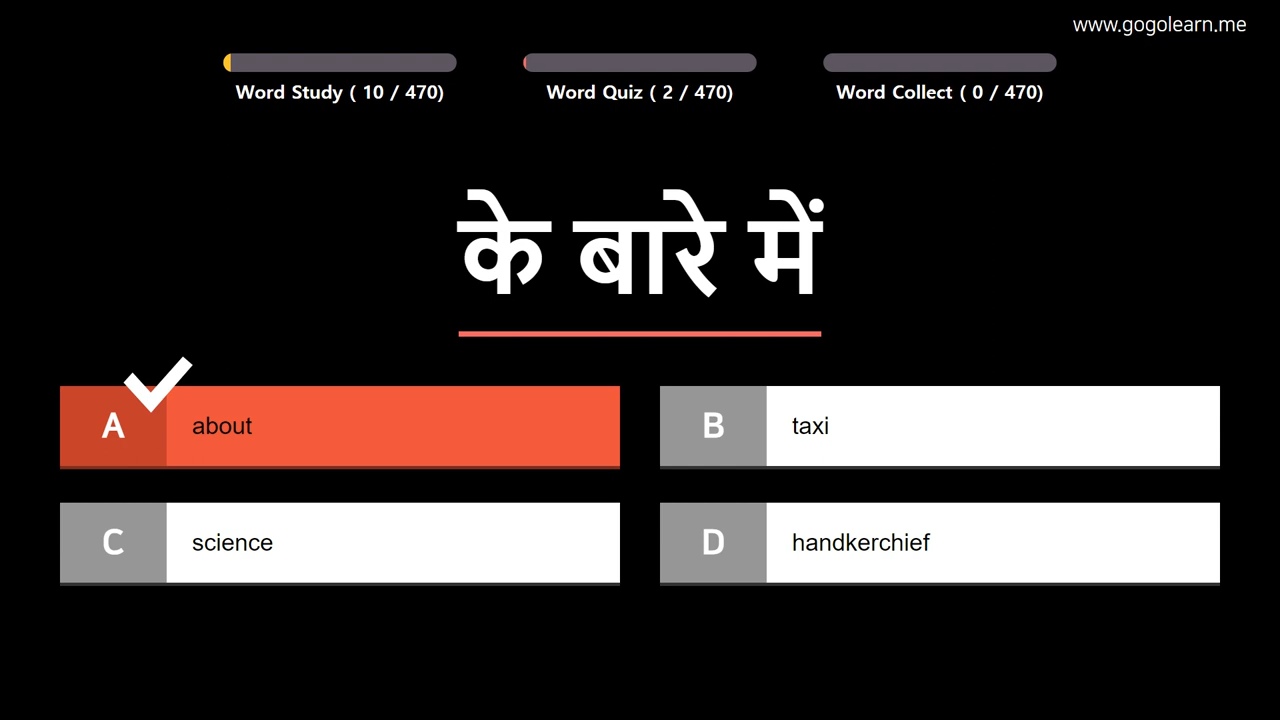 www.gogolearn.me
Word Study ( 10 / 470)
Word Quiz ( 2 / 470)
Word Collect ( 0 / 470)
के बारे में
A about
B taxi
C science
D handkerchief